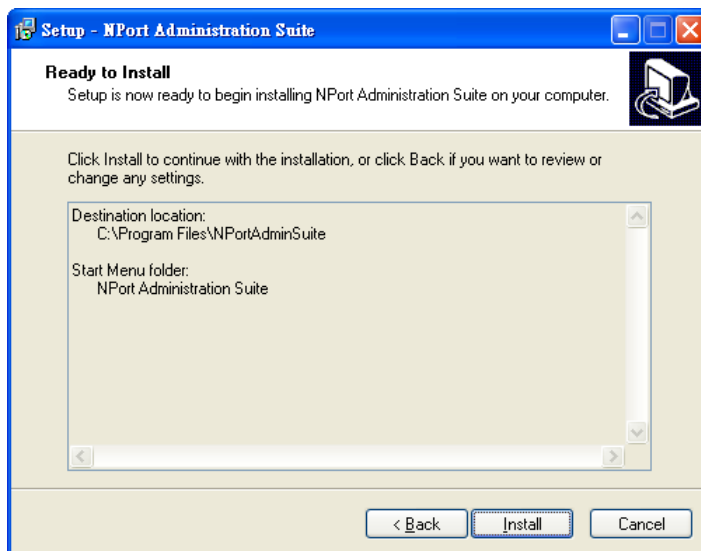 Setup - NPort Administration Suite
Ready to Install
Setup is now ready to begin installing NPort Administration Suite on your computer.
Click Install to continue with the installation, or click Back if you want to review or
change any settings.
Destination location:
C:\Program Files\NPortAdminSuite
Start Menu folder:
NPort Administration Suite
< Back
Install
Cancel